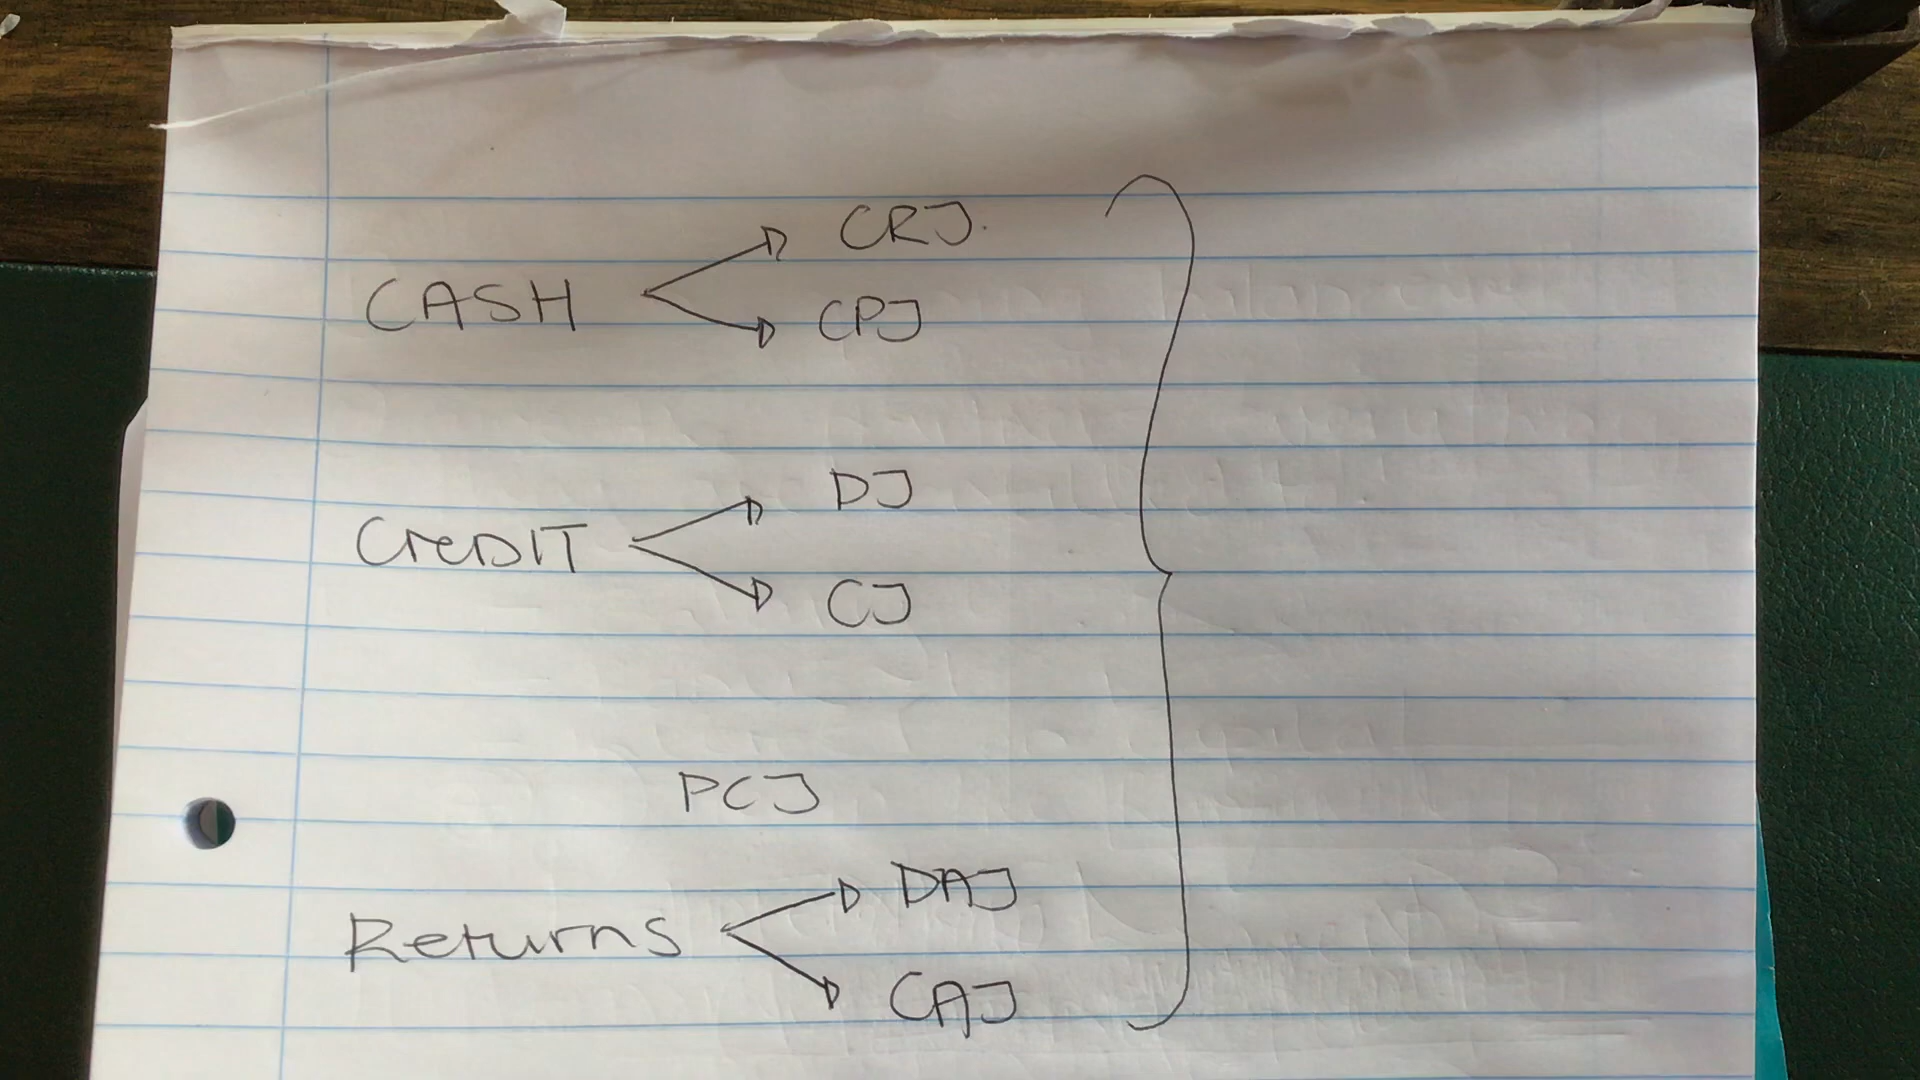 CRJ.
CASH
CPJ
DJ
CreDIT
CJ
PCJ
DAJ
Returns
CAJ